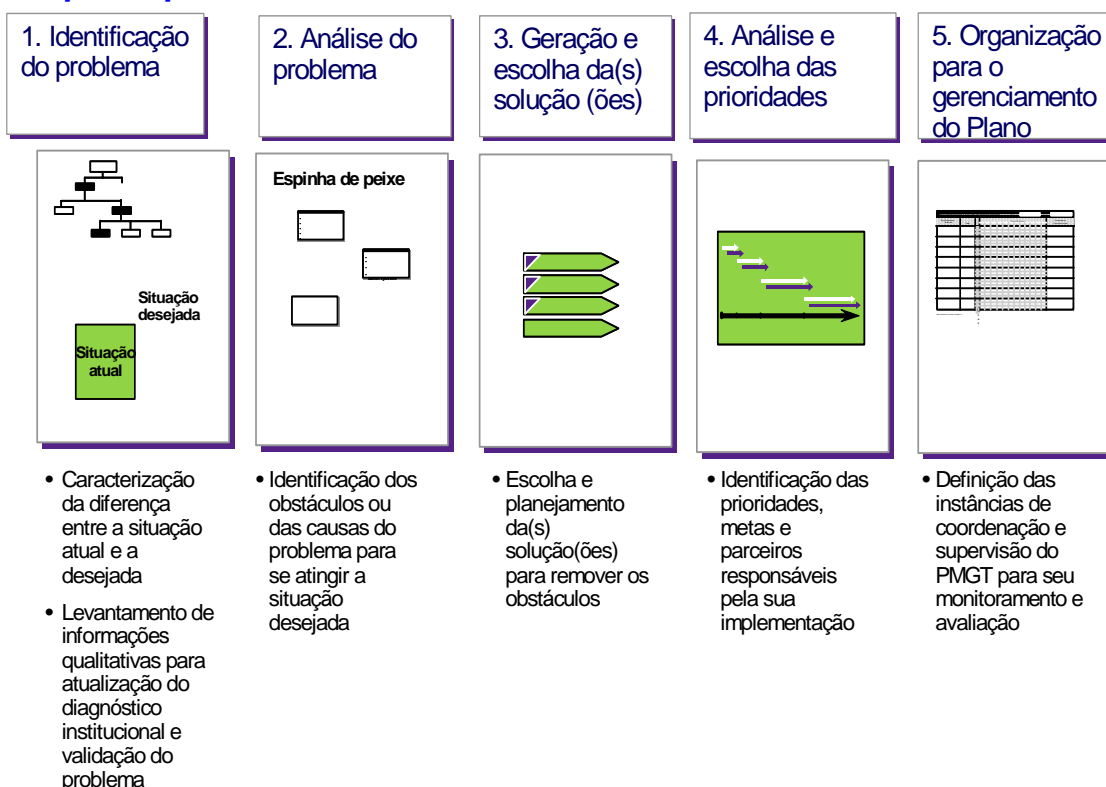 1. Identificação
do problema
2. Análise do
problema
3. Geração e
escolha da(s)
solução (ões)
4. Análise e
escolha das
prioridades
5. Organização
para o
gerenciamento
do Plano
Situação
desejada
Situação
atual
Espinha de peixe
• Caracterização
da diferença
entre a situação
atual e a
desejada
• Levantamento de
informações
qualitativas para
atualização do
diagnóstico
institucional e
validação do
problema
• Identificação dos
obstáculos ou
das causas do
problema para
se atingir a
situação
desejada
• Escolha e
planejamento
da(s)
solução(ões)
para remover os
obstáculos
• Identificação das
prioridades,
metas e
parceiros
responsáveis
pela sua
implementação
• Definição das
instâncias de
coordenação e
supervisão do
PMGT para seu
monitoramento e
avaliação